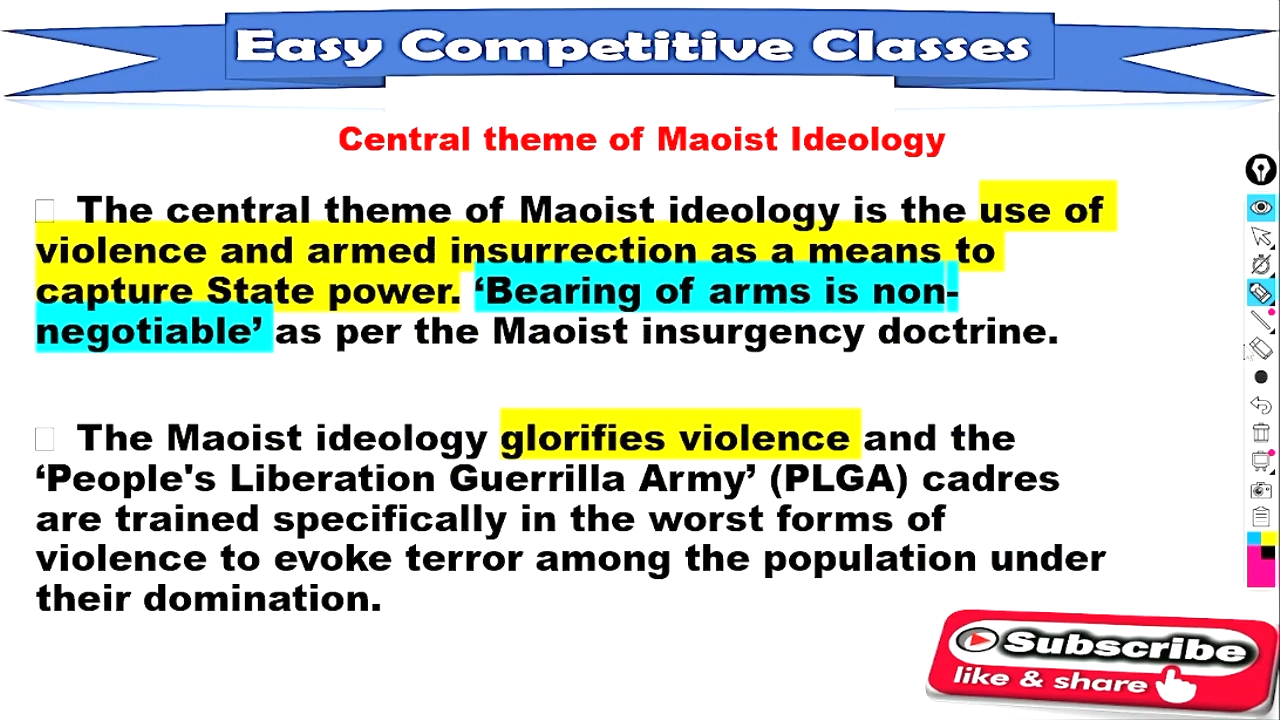 Easy Competitive Classes
Central theme of Maoist Ideology
The central theme of Maoist ideology is the use of
violence and armed insurrection as a means to
capture State power. ‘Bearing of arms is non-
negotiable’ as per the Maoist insurgency doctrine.
The Maoist ideology glorifies violence and the
‘People's Liberation Guerrilla Army’ (PLGA) cadres
are trained specifically in the worst forms of
violence to evoke terror among the population under
their domination.
Subscribe
like & share